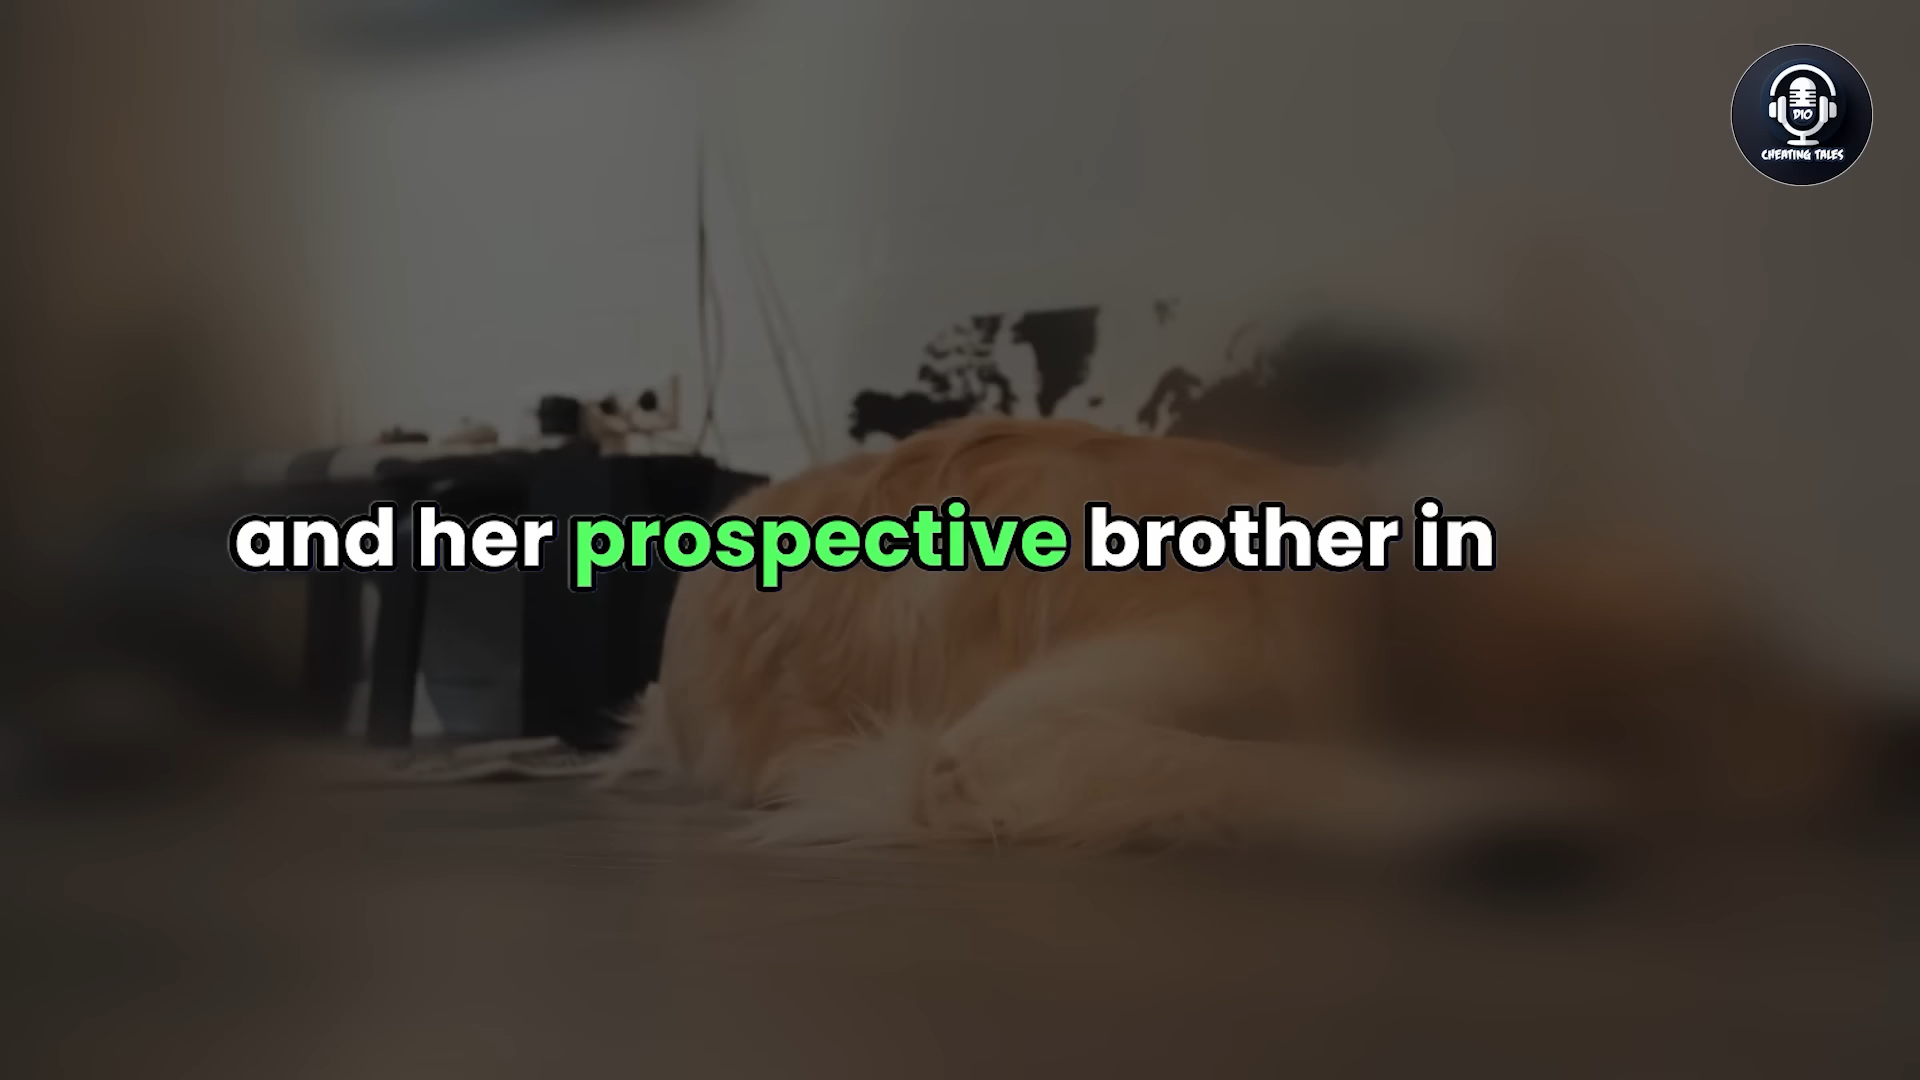 DIO
CHEATING TALES
and her prospective brother in